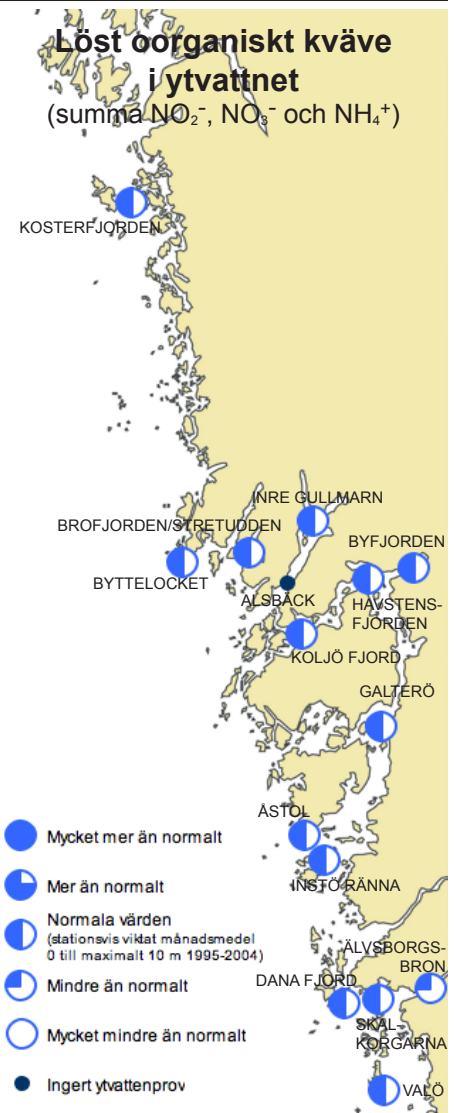 Löst oorganiskt kväve
i ytvattnet
(summa NO₂⁻, NO₃⁻ och NH₄⁺)
KOSTERFJORDEN
INRE GULLMARN
BROFJORDEN/STRETUDDEN
BYFJORDEN
BYTTELOCKET
ALSBÄCK
HAVSTENS-
FJORDEN
KOLJÖ FJORD
GALTERÖ
ÅSTOL
INSTÖ RÄNNA
ÄLVSBORGS-
BRON
DANA FJORD
SKAL-
KORGARNA
VALÖ
Mycket mer än normalt
Mer än normalt
Normala värden
(stationsvis viktat månadsmedel
0 till maximalt 10 m 1995-2004)
Mindre än normalt
Mycket mindre än normalt
Ingert ytvattenprov